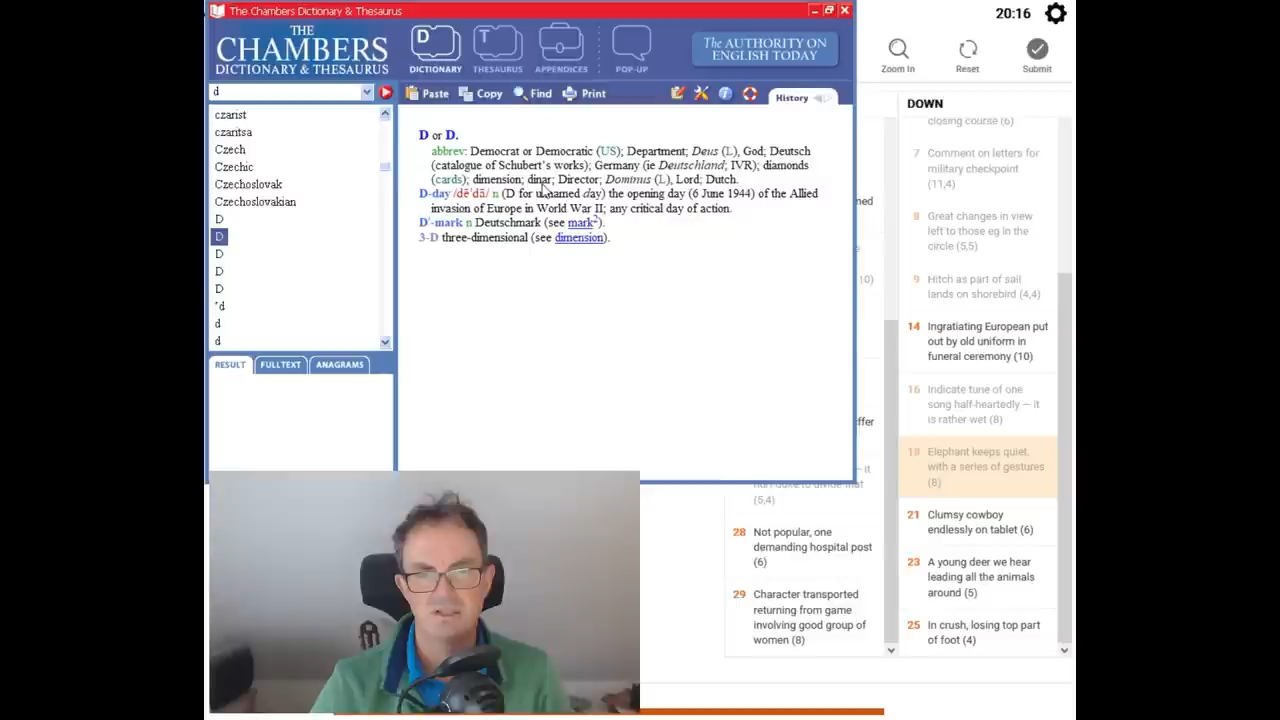 The Chambers Dictionary & Thesaurus
20:16
THE
CHAMBERS
DICTIONARY & THESAURUS
D
DICTIONARY
T
THESAURUS
APPENDICES
POP-UP
The AUTHORITY ON
ENGLISH TODAY
Zoom In
Reset
Submit
d
Paste
Copy
Find
Print
History
czarist
czaritsa
Czech
Czechic
Czechoslovak
Czechoslovakian
D
D
D
D
D
'd
d
d
RESULT
FULLTEXT
ANAGRAMS
D or D.
abbrev: Democrat or Democratic (US); Department; Deus (L), God; Deutsch
(catalogue of Schubert's works); Germany (ie Deutschland; IVR); diamonds
(cards); dimension; dinar; Director; Dominus (L), Lord; Dutch.
D-day /dē'dā/ n (D for unnamed day) the opening day (6 June 1944) of the Allied
invasion of Europe in World War II; any critical day of action.
D'-mark n Deutschmark (see mark2).
3-D three-dimensional (see dimension).
med
10)
ffer
— it
(5,4)
28 Not popular, one
demanding hospital post
(6)
29 Character transported
returning from game
involving good group of
women (8)
DOWN
closing course (6)
7 Comment on letters for
military checkpoint
(11,4)
8 Great changes in view
left to those eg in the
circle (5,5)
9 Hitch as part of sail
lands on shorebird (4,4)
14 Ingratiating European put
out by old uniform in
funeral ceremony (10)
16 Indicate tune of one
song half-heartedly — it
is rather wet (8)
18 Elephant keeps quiet,
with a series of gestures
(8)
21 Clumsy cowboy
endlessly on tablet (6)
23 A young deer we hear
leading all the animals
around (5)
25 In crush, losing top part
of foot (4)